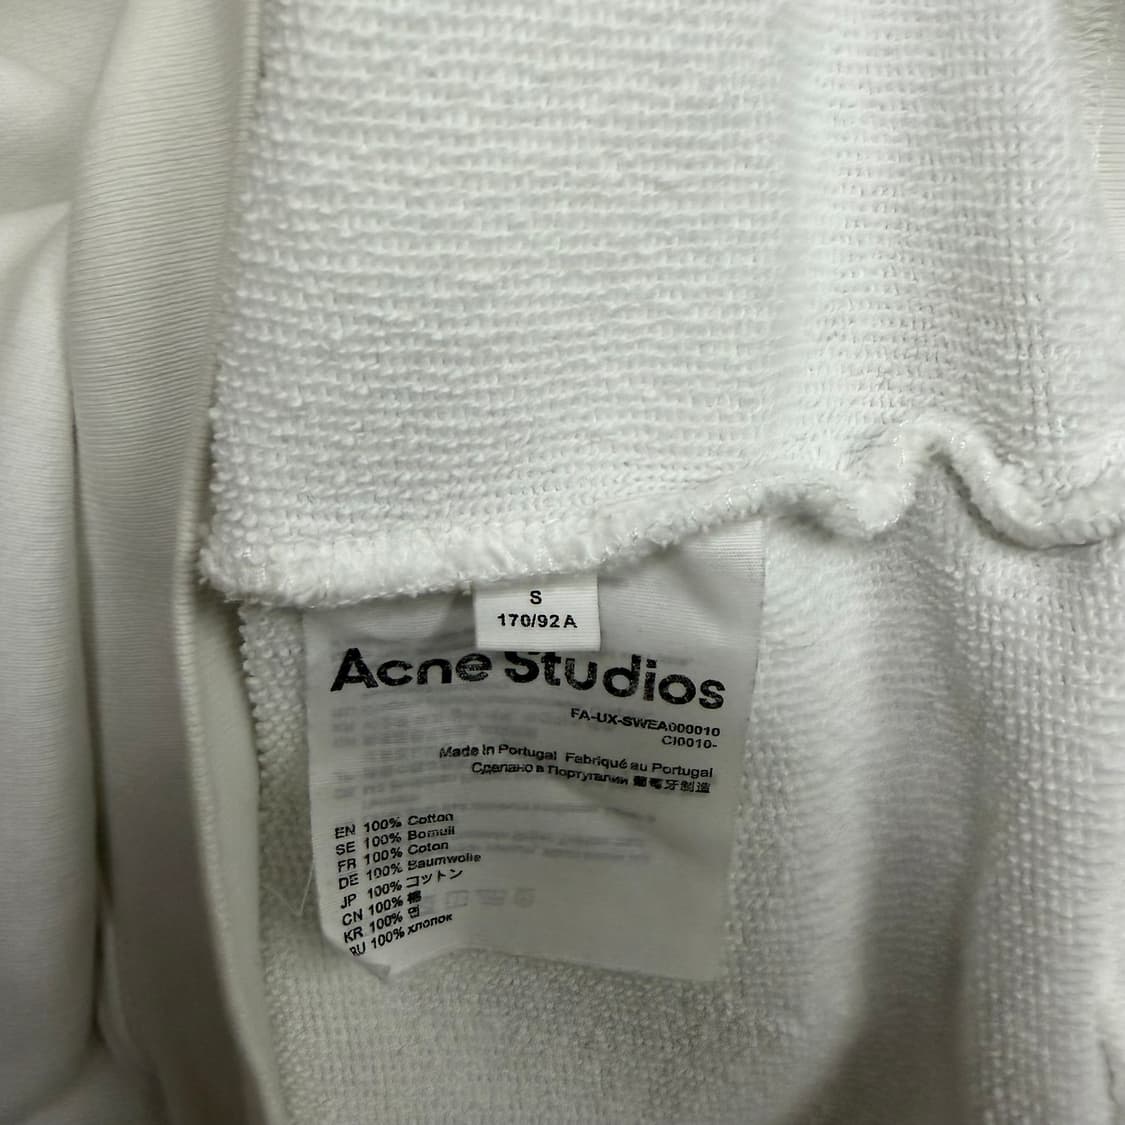 S
170/92A
Acne Studios
FA-UX-SWEA000010
CI0010-
Made in Portugal Fabriqué au Portugal
Сделано в Португалии 葡萄牙制造
EN 100% Cotton
SE 100% Bomull
FR 100% Coton
DE 100% Baumwolle
JP 100% コットン
CN 100% 棉
KR 100% 면
RU 100% хлопок